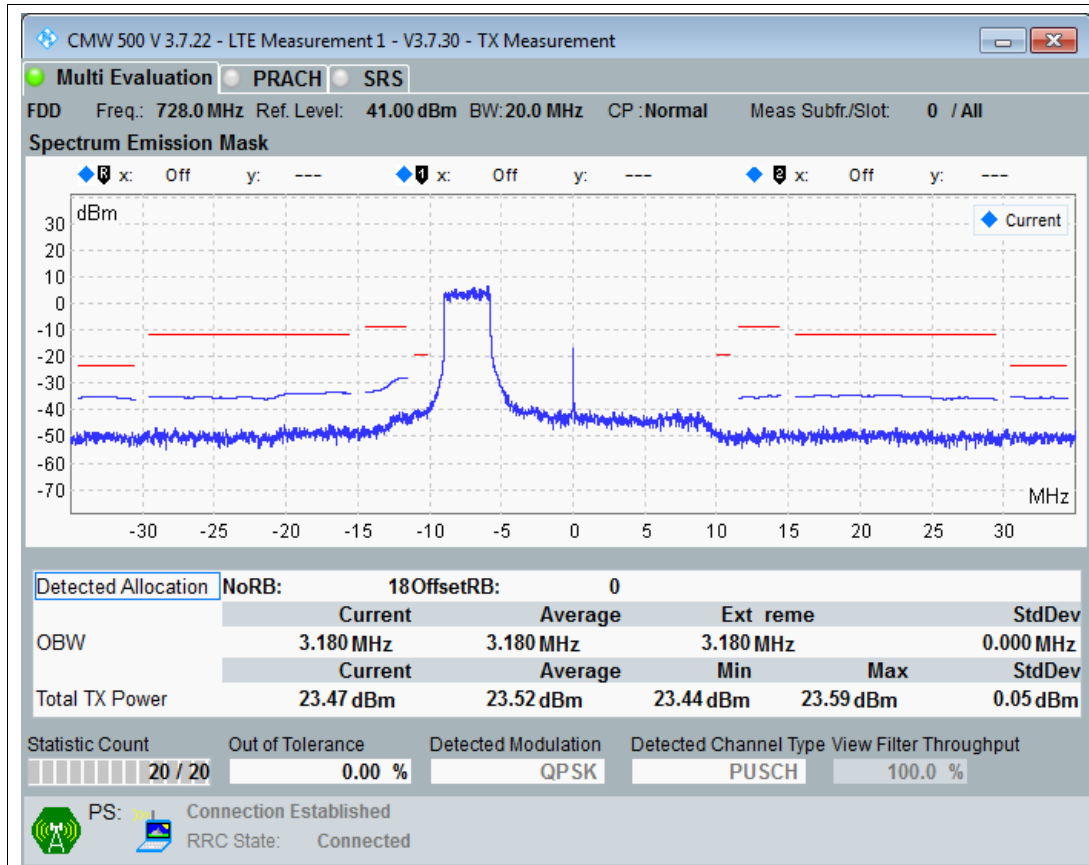 CMW 500 V 3.7.22 - LTE Measurement 1 - V3.7.30 - TX Measurement
Multi Evaluation PRACH SRS
FDD Freq.: 728.0 MHz Ref. Level: 41.00 dBm BW: 20.0 MHz CP : Normal Meas Subfr./Slot: 0 / All
Spectrum Emission Mask
R x: Off y: --- 1 x: Off y: --- 2 x: Off y: ---
dBm
Current
30
20
10
0
-10
-20
-30
-40
-50
-60
-70
MHz
-30 -25 -20 -15 -10 -5 0 5 10 15 20 25 30
Detected Allocation NoRB: 18 OffsetRB: 0
Current Average Ext reme StdDev
OBW 3.180 MHz 3.180 MHz 3.180 MHz 0.000 MHz
Current Average Min Max StdDev
Total TX Power 23.47 dBm 23.52 dBm 23.44 dBm 23.59 dBm 0.05 dBm
Statistic Count Out of Tolerance Detected Modulation Detected Channel Type View Filter Throughput
20 / 20 0.00 % QPSK PUSCH 100.0 %
PS: Connection Established
RRC State: Connected